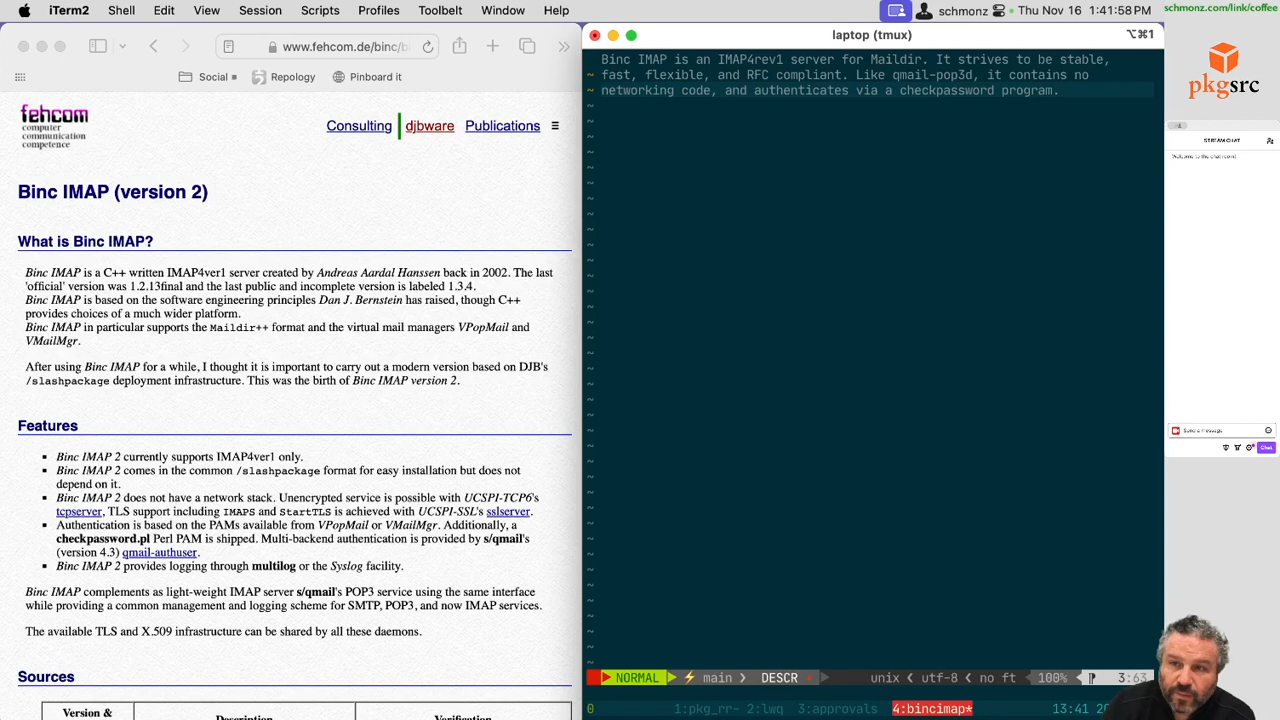 iTerm2 Shell Edit View Session Scripts Profiles Window Help schmonz Thu Nov 16 1:41:58 PM
schmonz.com/link/coffee
www.fehcom.de/binc/b
Social Repology Pinboard it
fehcom
computer
communication
competence
Consulting djbware Publications ≡
Binc IMAP (version 2)
What is Binc IMAP?
Binc IMAP is a C++ written IMAP4ver1 server created by Andreas Aardal Hanssen back in 2002. The last
'official' version was 1.2.13final and the last public and incomplete version is labeled 1.3.4.
Binc IMAP is based on the software engineering principles Dan J. Bernstein has raised, though C++
provides choices of a much wider platform.
Binc IMAP in particular supports the Maildir++ format and the virtual mail managers VPopMail and
VMailMgr.
After using Binc IMAP for a while, I thought it is important to carry out a modern version based on DJB's
/slashpackage deployment infrastructure. This was the birth of Binc IMAP version 2.
Features
Binc IMAP 2 currently supports IMAP4ver1 only.
Binc IMAP 2 comes in the common /slashpackage format for easy installation but does not
depend on it.
Binc IMAP 2 does not have a network stack. Unencrypted service is possible with UCSPI-TCP6's
tcpserver, TLS support including IMAPS and StartTLS is achieved with UCSPI-SSL's sslserver.
Authentication is based on the PAMs available from VPopMail or VMailMgr. Additionally, a
checkpassword.pl Perl PAM is shipped. Multi-backend authentication is provided by s/qmail's
(version 4.3) qmail-authuser.
Binc IMAP 2 provides logging through multilog or the Syslog facility.
Binc IMAP complements as light-weight IMAP server s/qmail's POP3 service using the same interface
while providing a common management and logging scheme for SMTP, POP3, and now IMAP services.
The available TLS and X.509 infrastructure can be shared by all these daemons.
Sources
Version & Description Verification
laptop (tmux) ⌥⌘1
Binc IMAP is an IMAP4rev1 server for Maildir. It strives to be stable,
~ fast, flexible, and RFC compliant. Like qmail-pop3d, it contains no
~ networking code, and authenticates via a checkpassword program.
NORMAL ⚡ main DESCR + unix utf-8 no ft 100% 3:63
0 1:pkg_rr- 2:lwq 3:approvals 4:bincimap* 13:41 20
pkgsrc
STREAM CHAT
Welcome to the chat room!
Send a message
Chat